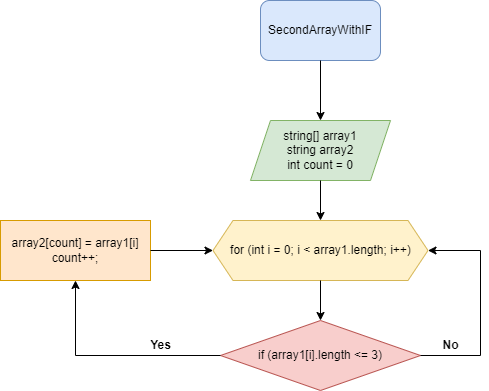 SecondArrayWithIF
string[] array1
string array2
int count = 0
array2[count] = array1[i]
count++;
for (int i = 0; i < array1.length; i++)
Yes
No
if (array1[i].length <= 3)